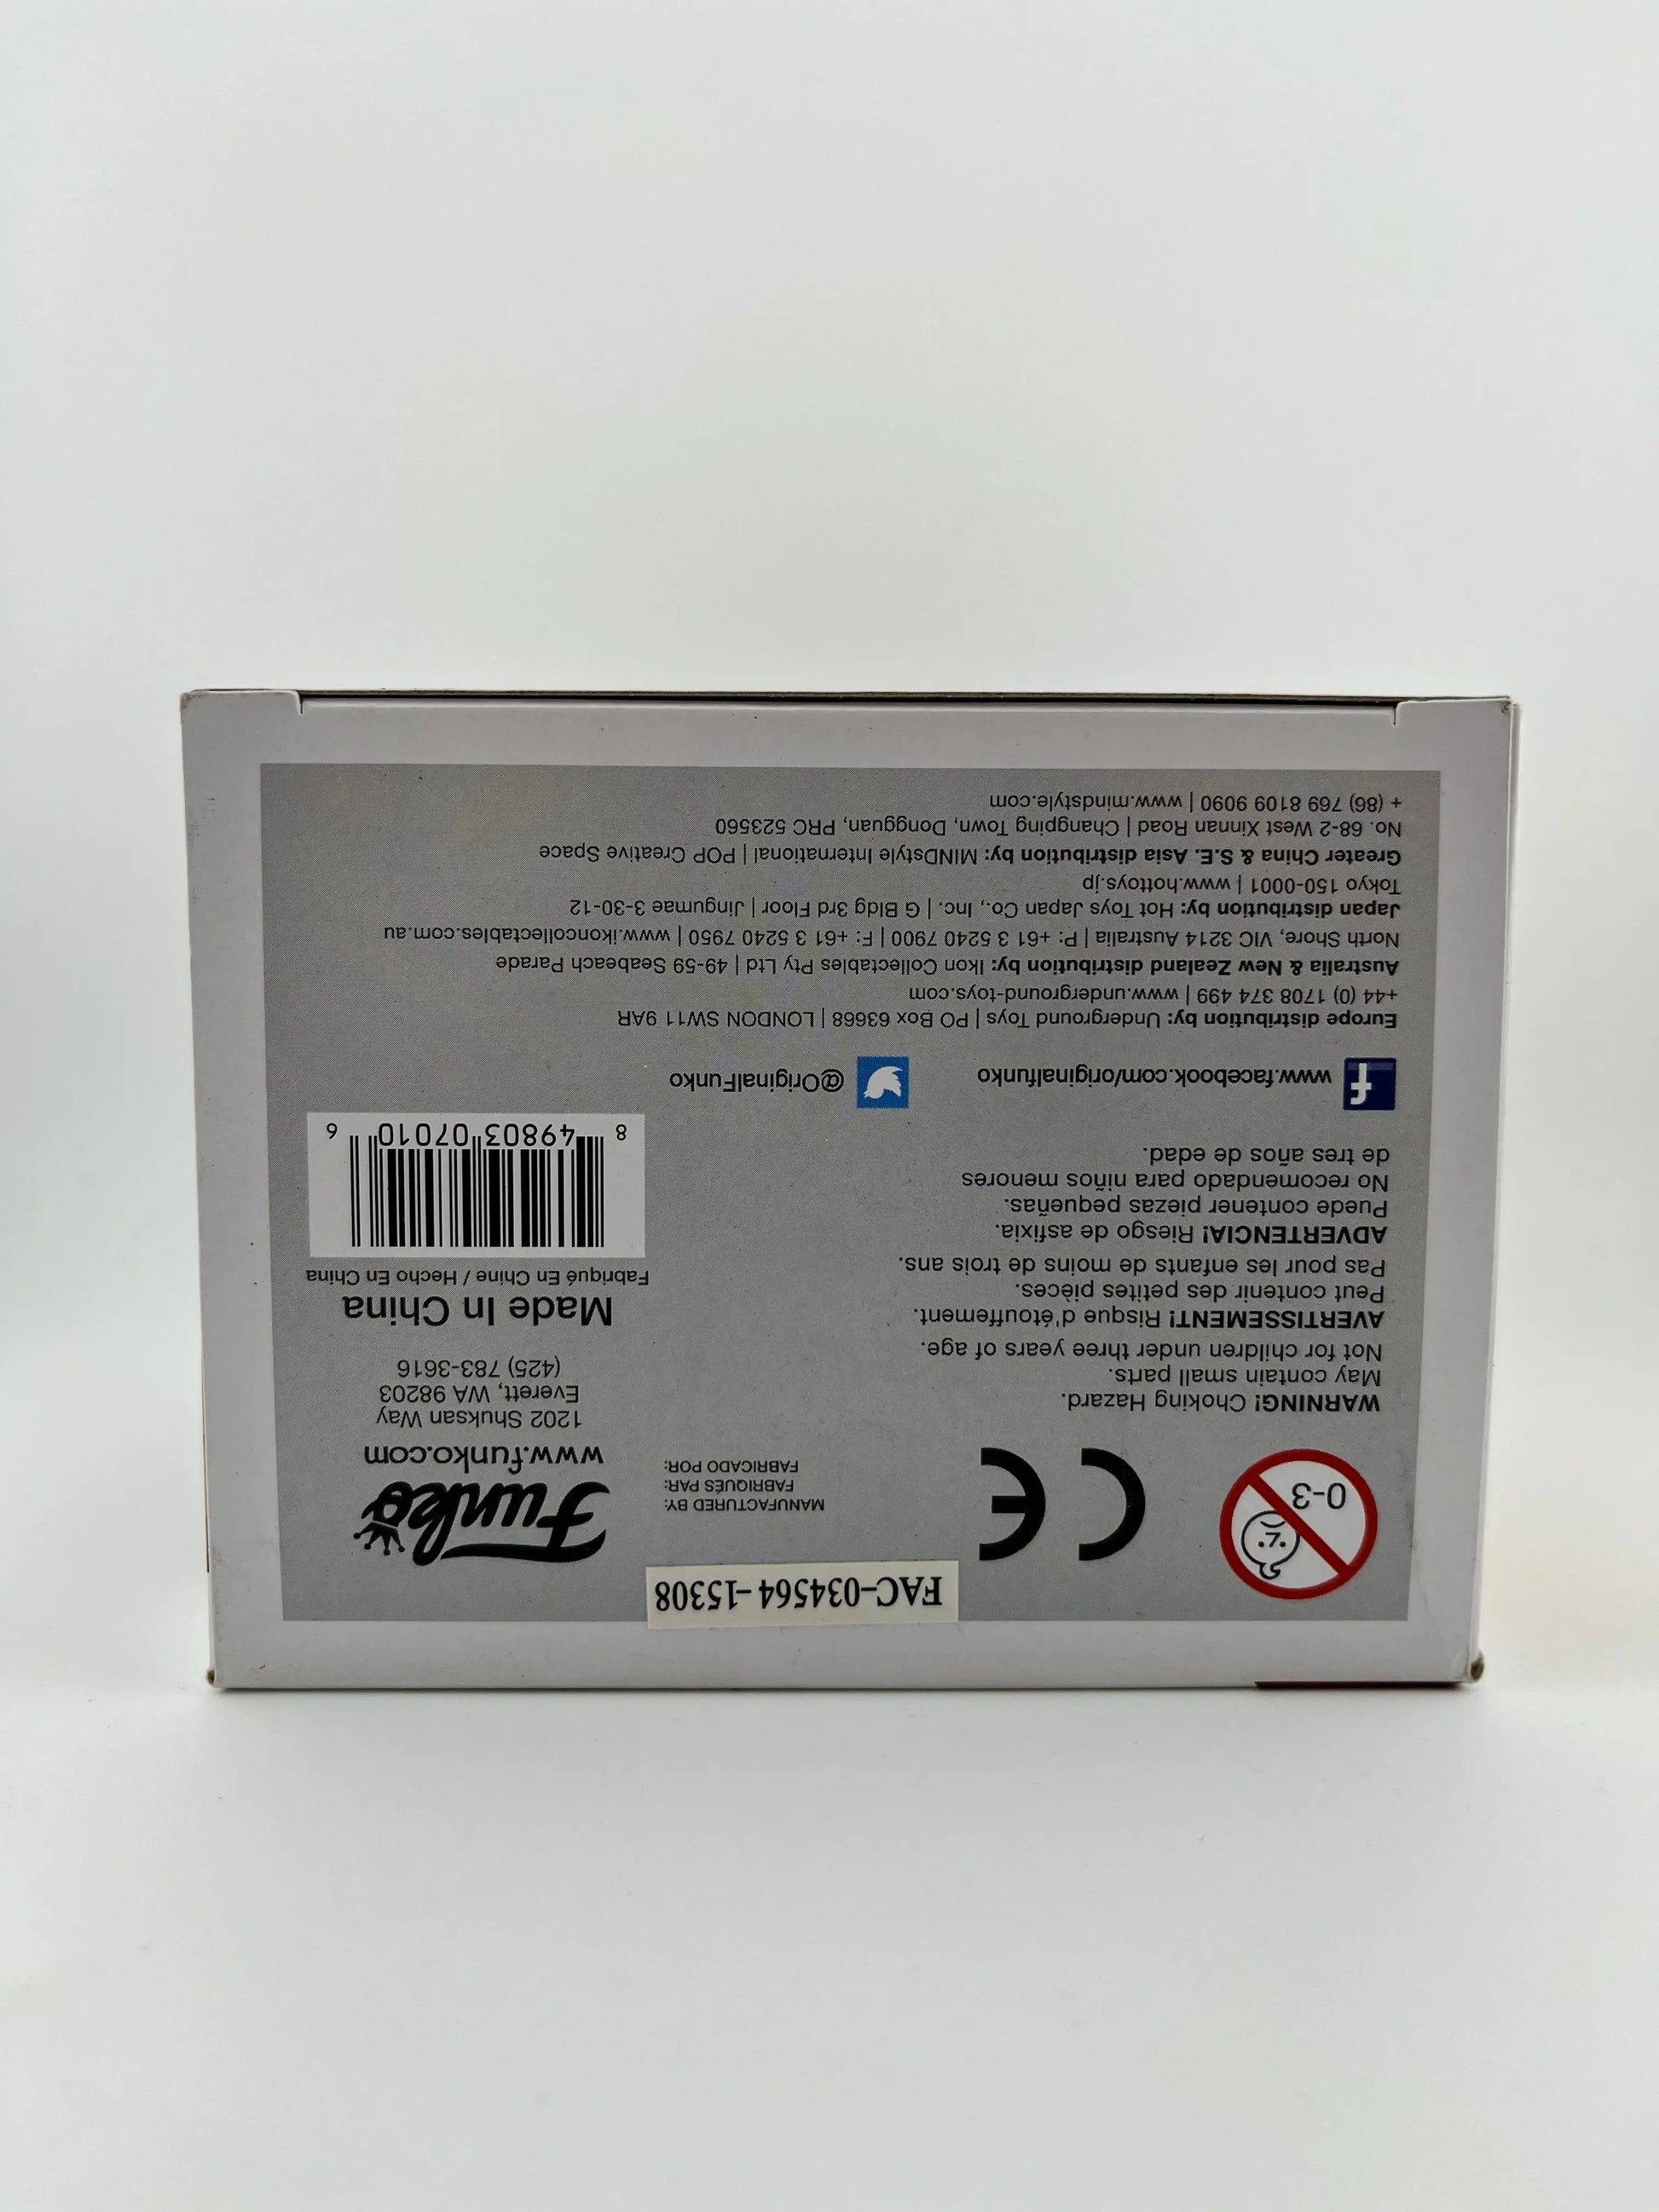 FAC-034564-15308
0-3
CE
MANUFACTURED BY:
FABRIQUÉS PAR:
FABRICADO POR:
Funko
www.funko.com
1202 Shuksan Way
Everett, WA 98203
(425) 783-3616
Made In China
Fabriqué En Chine / Hecho En China
8 49803 07010 6
WARNING! Choking Hazard.
May contain small parts.
Not for children under three years of age.
AVERTISSEMENT! Risque d'étouffement.
Peut contenir des petites pièces.
Pas pour les enfants de moins de trois ans.
ADVERTENCIA! Riesgo de asfixia.
Puede contener piezas pequeñas.
No recomendado para niños menores
de tres años de edad.
www.facebook.com/originalfunko
@OriginalFunko
Europe distribution by: Underground Toys | PO Box 63668 | LONDON SW11 9AR
+44 (0) 1708 374 499 | www.underground-toys.com
Australia & New Zealand distribution by: Ikon Collectables Pty Ltd | 49-59 Seabeach Parade
North Shore, VIC 3214 Australia | P: +61 3 5240 7900 | F: +61 3 5240 7950 | www.ikoncollectables.com.au
Japan distribution by: Hot Toys Japan Co., Inc. | G Bldg 3rd Floor | Jingumae 3-30-12
Tokyo 150-0001 | www.hottoys.jp
Greater China & S.E. Asia distribution by: MINDstyle International | POP Creative Space
No. 68-2 West Xinnan Road | Changping Town, Dongguan, PRC 523560
+ (86) 769 8109 9090 | www.mindstyle.com